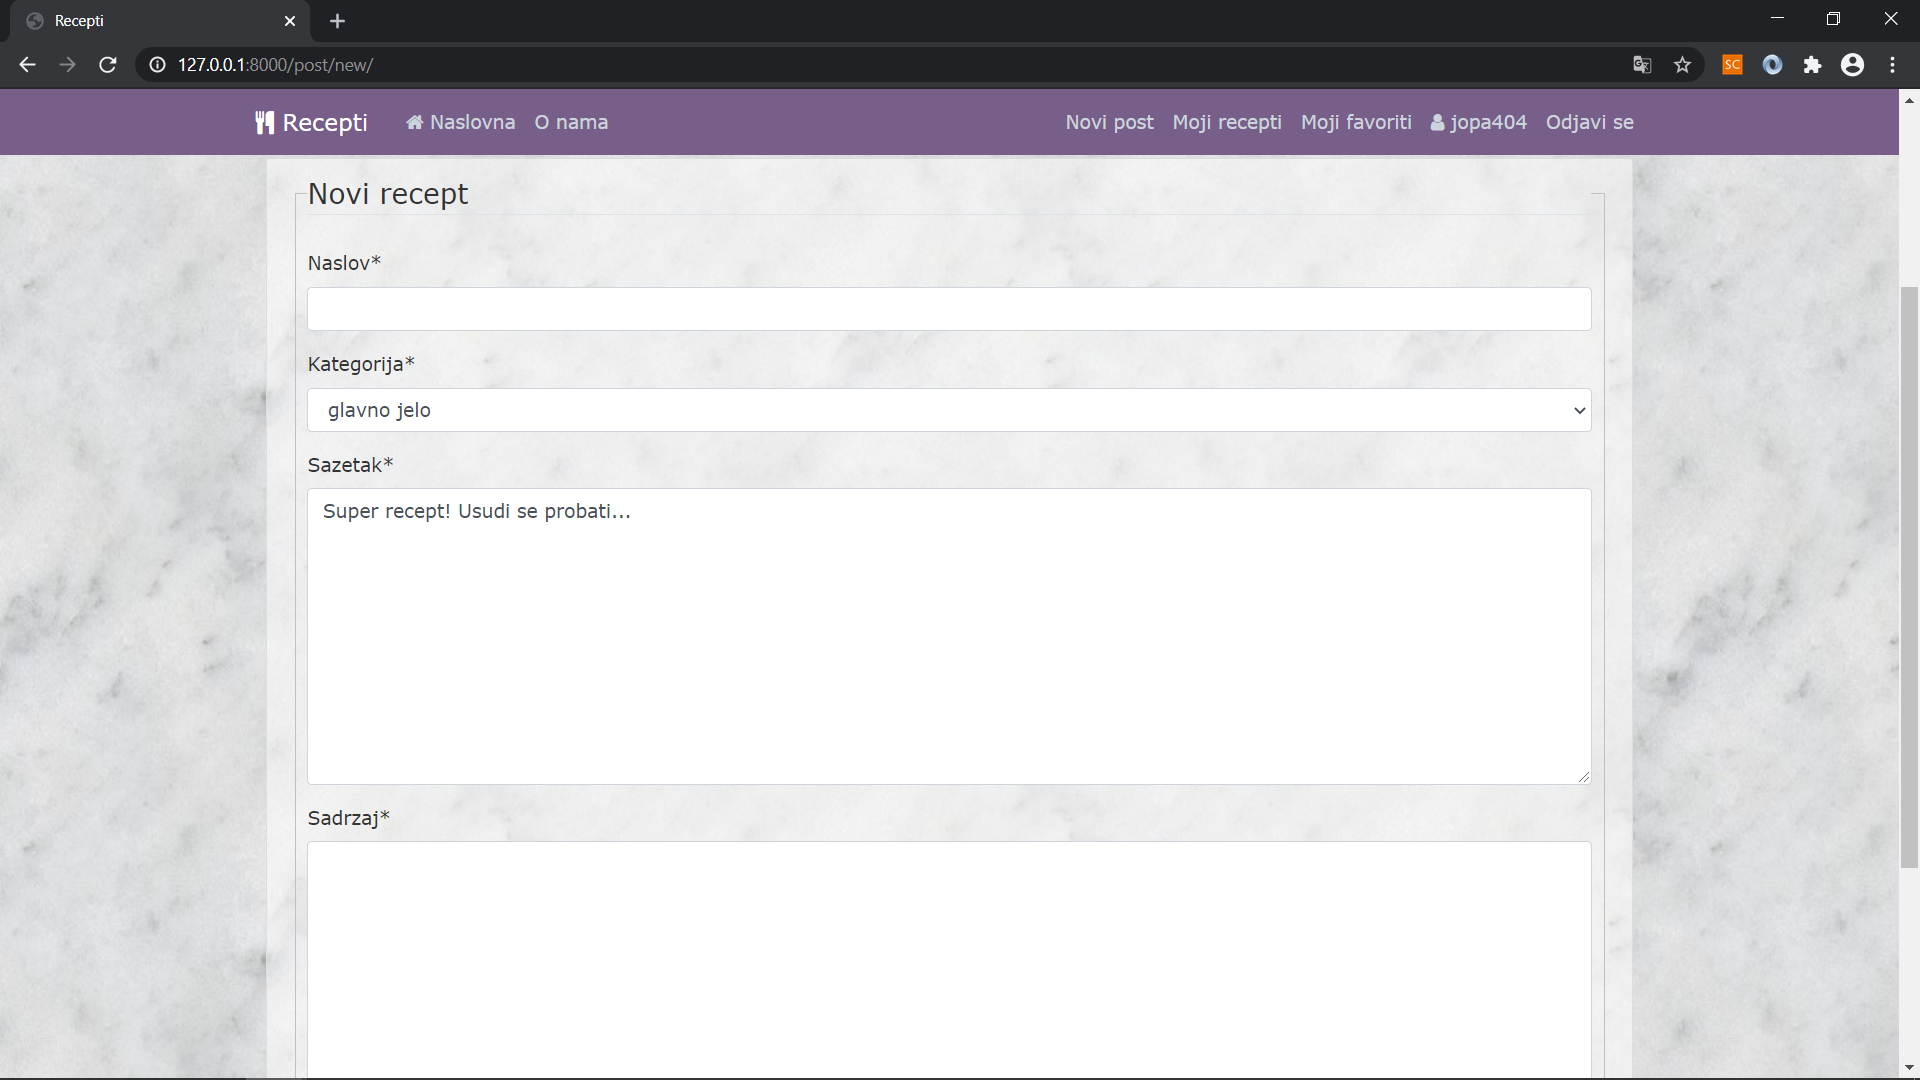 Recepti
127.0.0.1:8000/post/new/
SC
Recepti Naslovna O nama Novi post Moji recepti Moji favoriti jopa404 Odjavi se
Novi recept
Naslov*
Kategorija*
glavno jelo
Sazetak*
Super recept! Usudi se probati...
Sadrzaj*